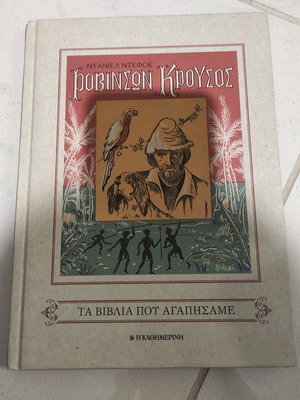 ΝΤΑΝΙΕΛ ΝΤΕΦΟΕ
ΡΟΒΙΝΣΩΝ ΚΡΟΥΣΟΣ
ΤΑ ΒΙΒΛΙΑ ΠΟΥ ΑΓΑΠΗΣΑΜΕ
Η ΚΑΘΗΜΕΡΙΝΗ